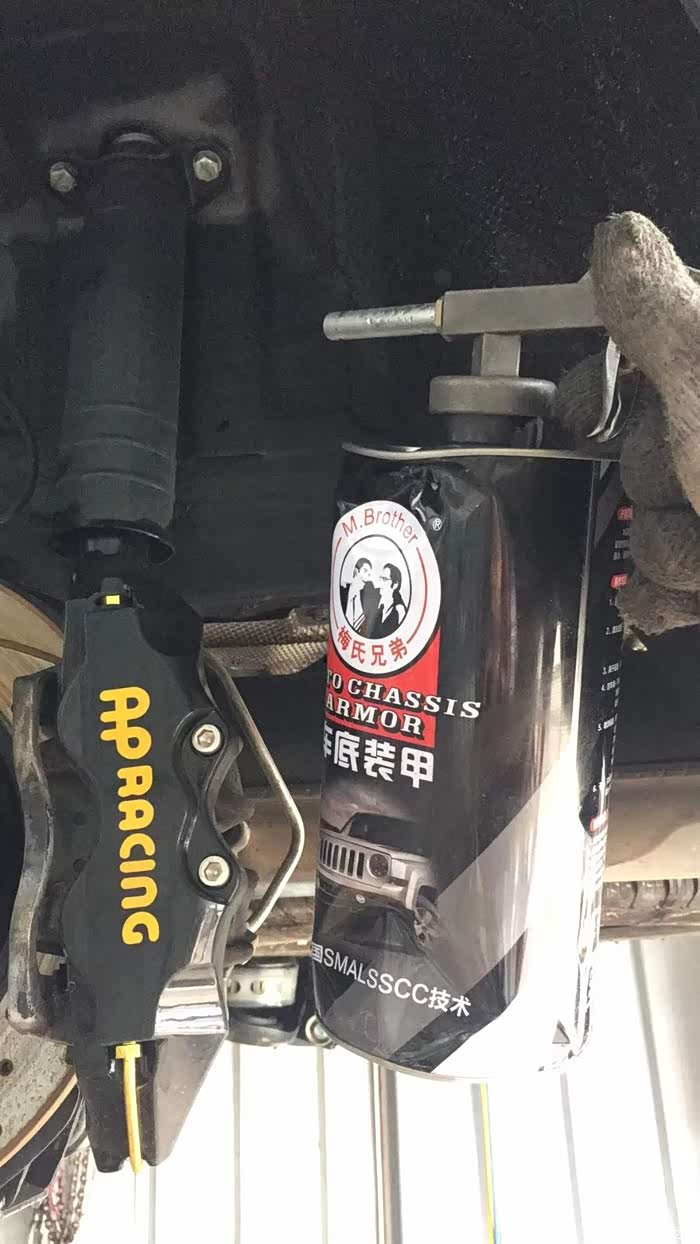 M.Brother
®
梅氏兄弟
TO CHASSIS
ARMOR
车底装甲
国SMALSSCC技术
AP RACING